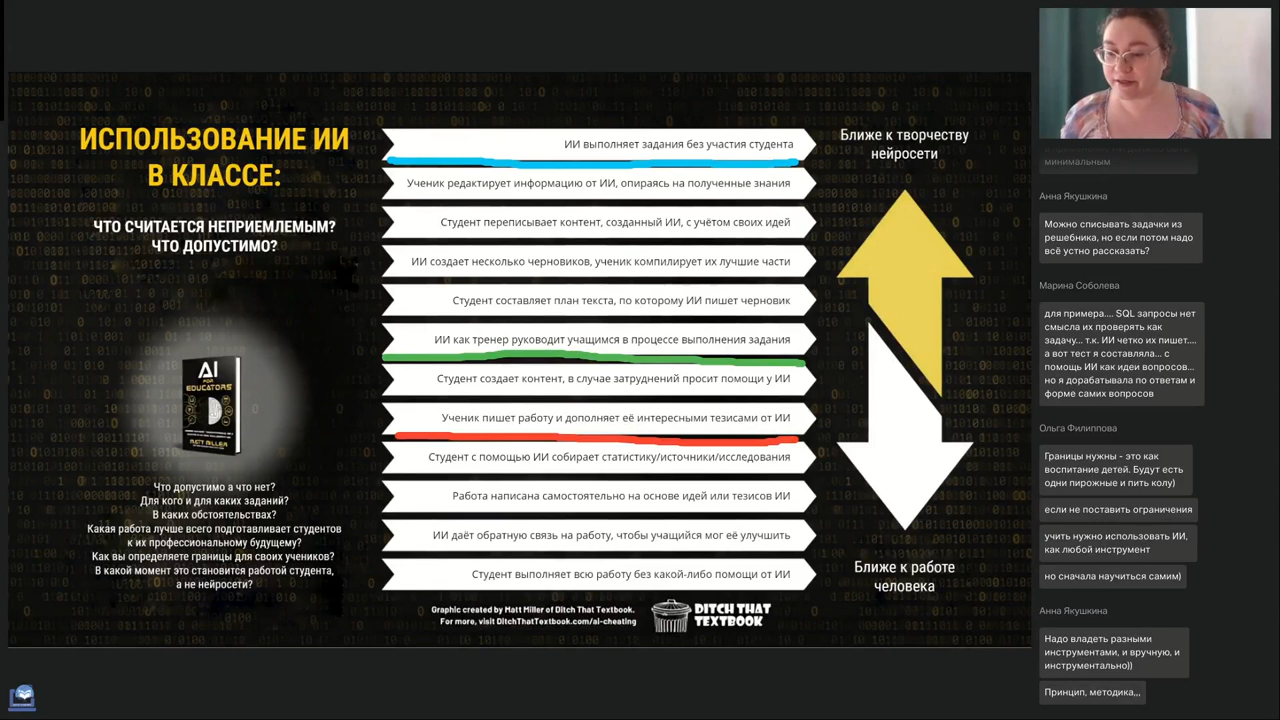 ИСПОЛЬЗОВАНИЕ ИИ
В КЛАССЕ:
ЧТО СЧИТАЕТСЯ НЕПРИЕМЛЕМЫМ?
ЧТО ДОПУСТИМО?
AI
FOR
EDUCATORS
MATT MILLER
Что допустимо а что нет?
Для кого и для каких заданий?
В каких обстоятельствах?
Какая работа лучше всего подготавливает студентов
к их профессиональному будущему?
Как вы определяете границы для своих учеников?
В какой момент это становится работой студента,
а не нейросети?
ИИ выполняет задания без участия студента
Ученик редактирует информацию от ИИ, опираясь на полученные знания
Студент переписывает контент, созданный ИИ, с учётом своих идей
ИИ создает несколько черновиков, ученик компилирует их лучшие части
Студент составляет план текста, по которому ИИ пишет черновик
ИИ как тренер руководит учащимся в процессе выполнения задания
Студент создает контент, в случае затруднений просит помощи у ИИ
Ученик пишет работу и дополняет её интересными тезисами от ИИ
Студент с помощью ИИ собирает статистику/источники/исследования
Работа написана самостоятельно на основе идей или тезисов ИИ
ИИ даёт обратную связь на работу, чтобы учащийся мог её улучшить
Студент выполняет всю работу без какой-либо помощи от ИИ
Graphic created by Matt Miller of Ditch That Textbook.
For more, visit DitchThatTextbook.com/ai-cheating
DITCH THAT
TEXTBOOK
Ближе к творчеству
нейросети
Ближе к работе
человека
минимальным
Анна Якушкина
Можно списывать задачки из
решебника, но если потом надо
всё устно рассказать?
Марина Соболева
для примера.... SQL запросы нет
смысла их проверять как
задачу... т.к. ИИ четко их пишет....
а вот тест я составляла... с
помощь ИИ как идеи вопросов...
но я дорабатывала по ответам и
форме самих вопросов
Ольга Филиппова
Границы нужны - это как
воспитание детей. Будут есть
одни пирожные и пить колу)
если не поставить ограничения
учить нужно использовать ИИ,
как любой инструмент
но сначала научиться самим)
Анна Якушкина
Надо владеть разными
инструментами, и вручную, и
инструментально))
Принцип, методика,,,